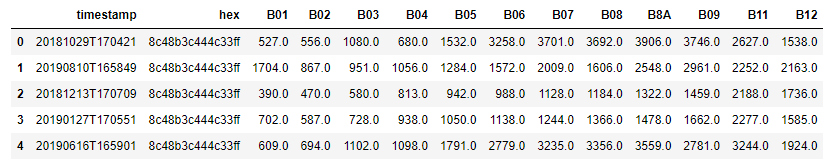 timestamp hex B01 B02 B03 B04 B05 B06 B07 B08 B8A B09 B11 B12
0 20181029T170421 8c48b3c444c33ff 527.0 556.0 1080.0 680.0 1532.0 3258.0 3701.0 3692.0 3906.0 3746.0 2627.0 1538.0
1 20190810T165849 8c48b3c444c33ff 1704.0 867.0 951.0 1056.0 1284.0 1572.0 2009.0 1606.0 2548.0 2961.0 2252.0 2163.0
2 20181213T170709 8c48b3c444c33ff 390.0 470.0 580.0 813.0 942.0 988.0 1128.0 1184.0 1322.0 1459.0 2188.0 1736.0
3 20190127T170551 8c48b3c444c33ff 702.0 587.0 728.0 938.0 1050.0 1138.0 1244.0 1366.0 1478.0 1662.0 2277.0 1585.0
4 20190616T165901 8c48b3c444c33ff 609.0 694.0 1102.0 1098.0 1791.0 2779.0 3235.0 3356.0 3559.0 2781.0 3244.0 1924.0